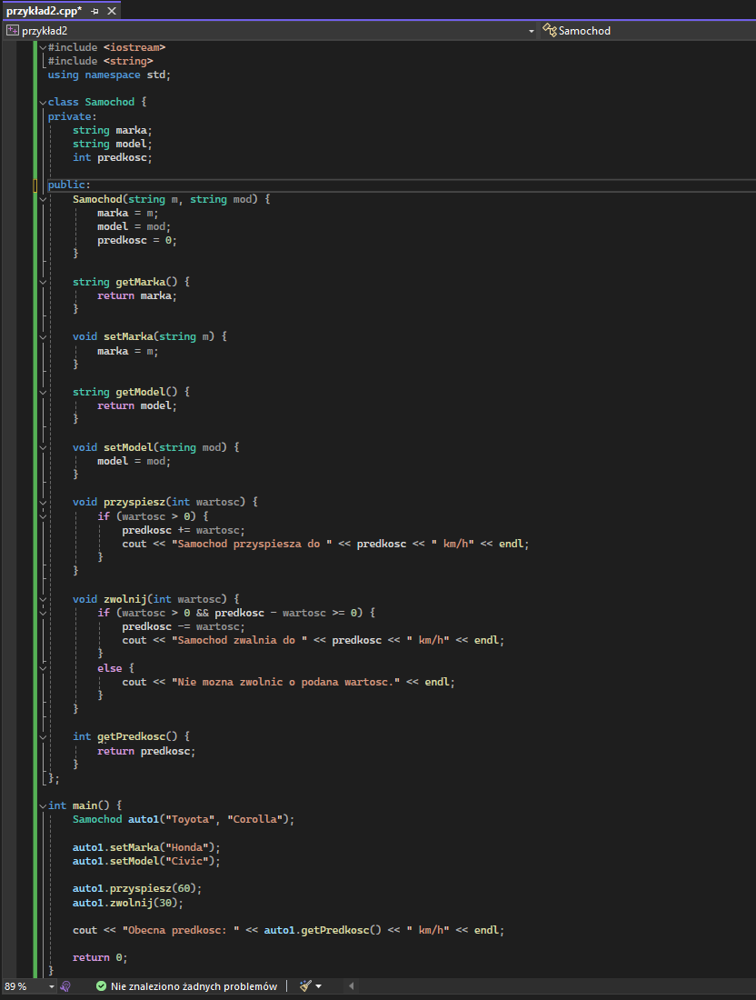 przykład2.cpp*
przykład2
Samochod
#include <iostream>
#include <string>
using namespace std;
class Samochod {
private:
string marka;
string model;
int predkosc;
public:
Samochod(string m, string mod) {
marka = m;
model = mod;
predkosc = 0;
}
string getMarka() {
return marka;
}
void setMarka(string m) {
marka = m;
}
string getModel() {
return model;
}
void setModel(string mod) {
model = mod;
}
void przyspiesz(int wartosc) {
if (wartosc > 0) {
predkosc += wartosc;
cout << "Samochod przyspiesza do " << predkosc << " km/h" << endl;
}
}
void zwolnij(int wartosc) {
if (wartosc > 0 && predkosc - wartosc >= 0) {
predkosc -= wartosc;
cout << "Samochod zwalnia do " << predkosc << " km/h" << endl;
}
else {
cout << "Nie mozna zwolnic o podana wartosc." << endl;
}
}
int getPredkosc() {
return predkosc;
}
};
int main() {
Samochod auto1("Toyota", "Corolla");
auto1.setMarka("Honda");
auto1.setModel("Civic");
auto1.przyspiesz(60);
auto1.zwolnij(30);
cout << "Obecna predkosc: " << auto1.getPredkosc() << " km/h" << endl;
return 0;
}
89 % Nie znaleziono żadnych problemów